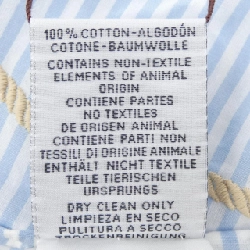 100% COTTON-ALGODÓN
COTONE-BAUMWOLLE
CONTAINS NON-TEXTILE
ELEMENTS OF ANIMAL
ORIGIN
CONTIENE PARTES
NO TEXTILES
DE ORIGEN ANIMAL
CONTIENE PARTI NON
TESSILI DI ORIGINE ANIMALE
ENTHÄLT NICHT TEXTILE
TEILE TIERISCHEN
URSPRUNGS
DRY CLEAN ONLY
LIMPIEZA EN SECO
PULITURA A SECCO
TROCKENREINIGUNG